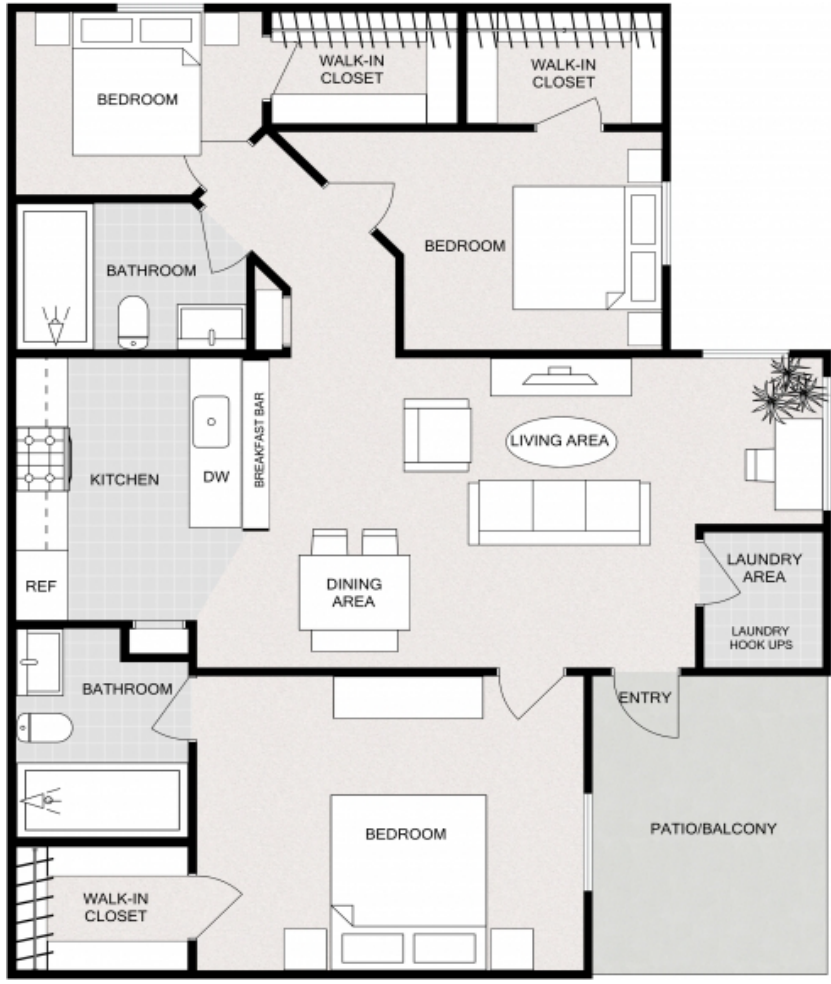 WALK-IN
CLOSET
WALK-IN
CLOSET
BEDROOM
BEDROOM
BATHROOM
LIVING AREA
BREAKFAST BAR
KITCHEN
DW
LAUNDRY
AREA
REF
DINING
AREA
LAUNDRY
HOOK UPS
BATHROOM
ENTRY
BEDROOM
PATIO/BALCONY
WALK-IN
CLOSET